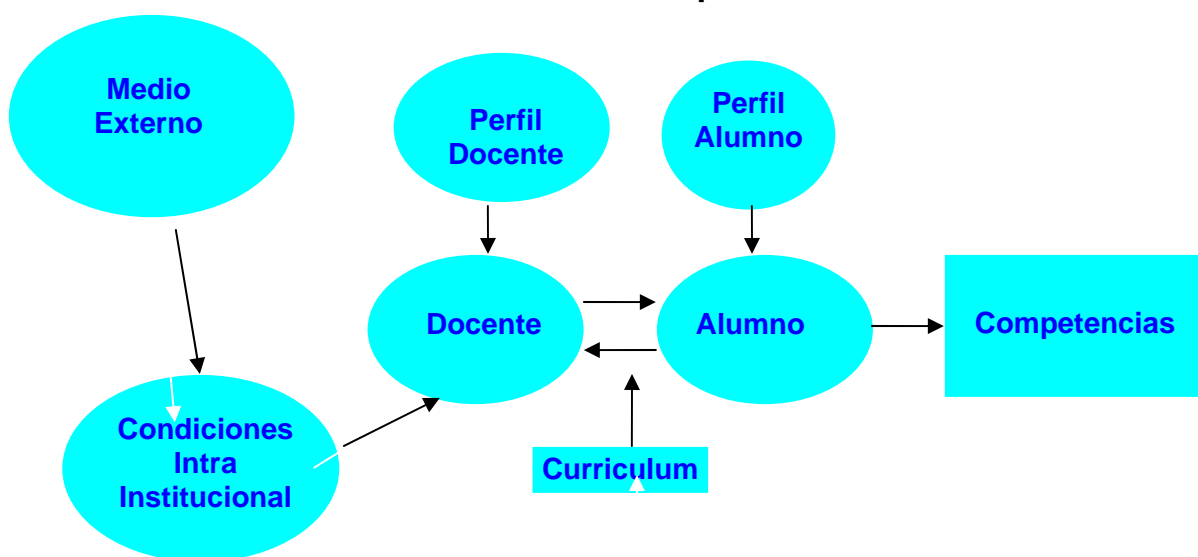 Medio
Externo
Perfil
Docente
Perfil
Alumno
Docente
Alumno
Competencias
Condiciones
Intra
Institucional
Curriculum